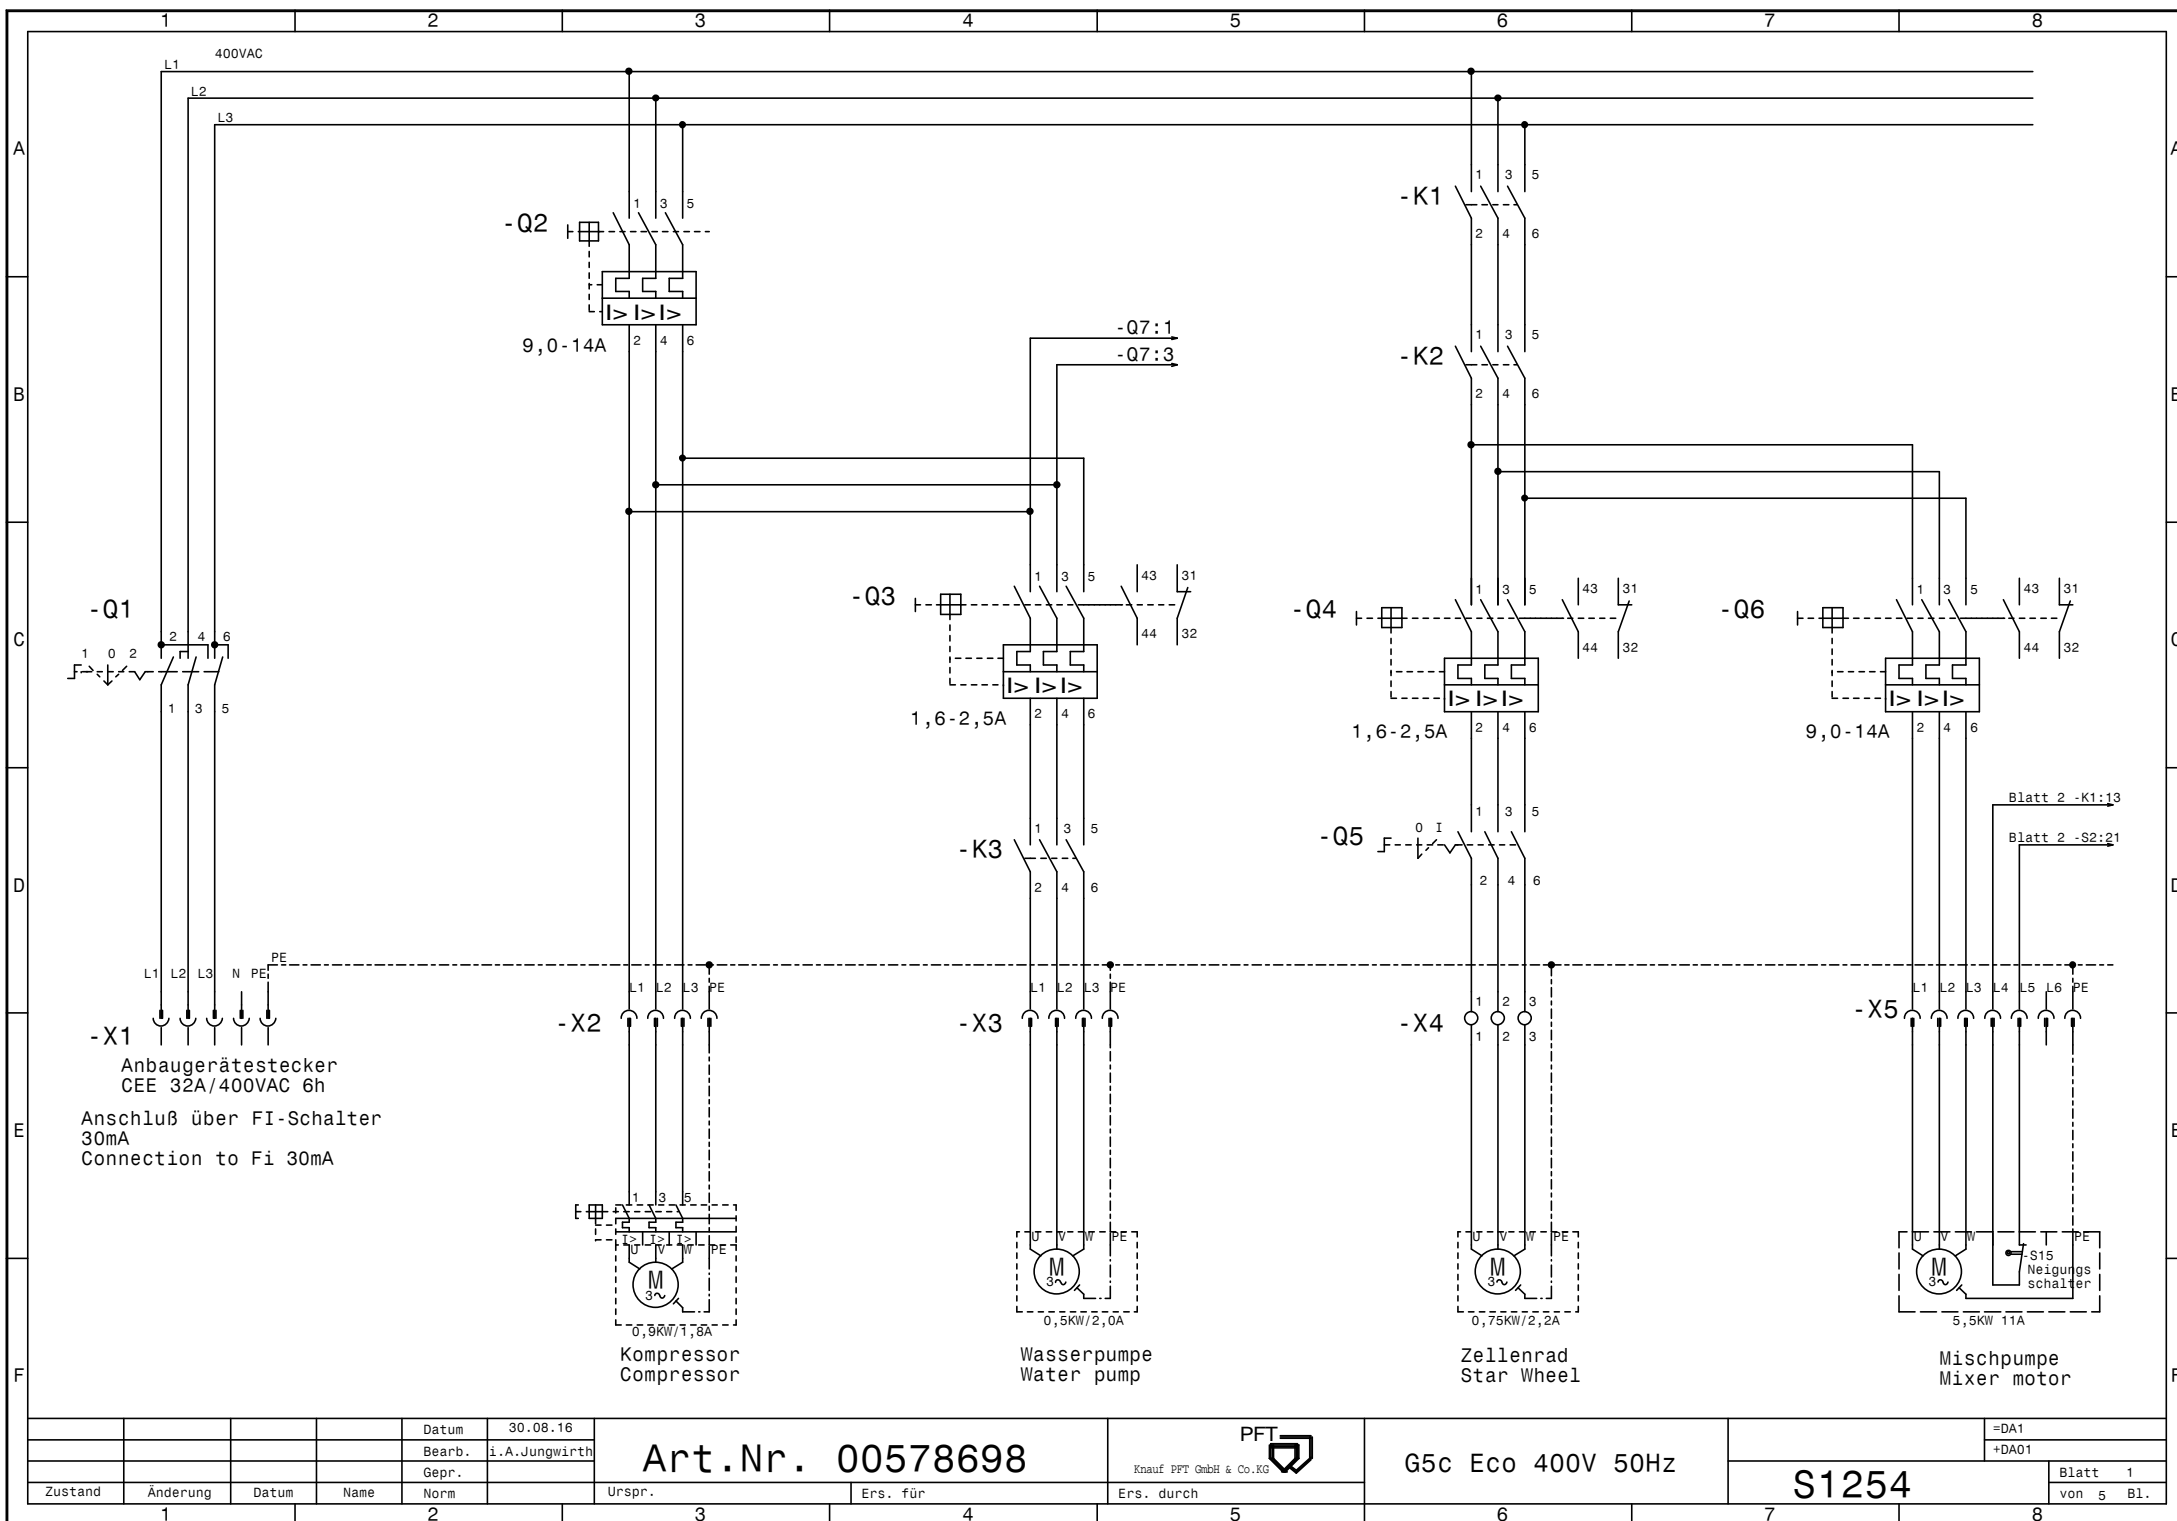 1 2 3 4 5 6 7 8
400VAC
L1
L2
L3
A A
-K1
1 3 5
2 4 6
-Q2
1 3 5
I> I> I>
9,0-14A
2 4 6
-Q7:1
-Q7:3
-K2
1 3 5
2 4 6
B
-Q3
1 3 5 43 31
44 32
I> I> I>
1,6-2,5A
2 4 6
-Q4
1 3 5 43 31
44 32
I> I> I>
1,6-2,5A
2 4 6
-Q6
1 3 5 43 31
44 32
I> I> I>
9,0-14A
2 4 6
-Q1
C
2 4 6
1 0 2
1 3 5
Blatt 2 -K1:13
Blatt 2 -S2:21
-K3
1 3 5
2 4 6
-Q5
0 I
1 3 5
2 4 6
D
PE
L1 L2 L3 N PE
-X1
L1 L2 L3 PE
-X2
L1 L2 L3 PE
-X3
1 2 3
-X4
1 2 3
L1 L2 L3 L4 L5 L6 PE
-X5
Anbaugerätestecker
CEE 32A/400VAC 6h
Anschluß über FI-Schalter
30mA
Connection to Fi 30mA
E
1 3 5
I> I> I>
U V W PE
M
3~
0,9KW/1,8A
Kompressor
Compressor
U V W PE
M
3~
0,5KW/2,0A
Wasserpumpe
Water pump
U V W PE
M
3~
0,75KW/2,2A
Zellenrad
Star Wheel
U V W PE
M
3~
-S15
Neigungs
schalter
5,5KW 11A
Mischpumpe
Mixer motor
F
Datum 30.08.16
Bearb. i.A.Jungwirth
Gepr.
Zustand Änderung Datum Name Norm
Art.Nr. 00578698
Urspr. Ers. für Ers. durch
PFT
Knauf PFT GmbH & Co.KG
G5c Eco 400V 50Hz
S1254
=DA1
+DA01
Blatt 1
von 5 Bl.
1 2 3 4 5 6 7 8